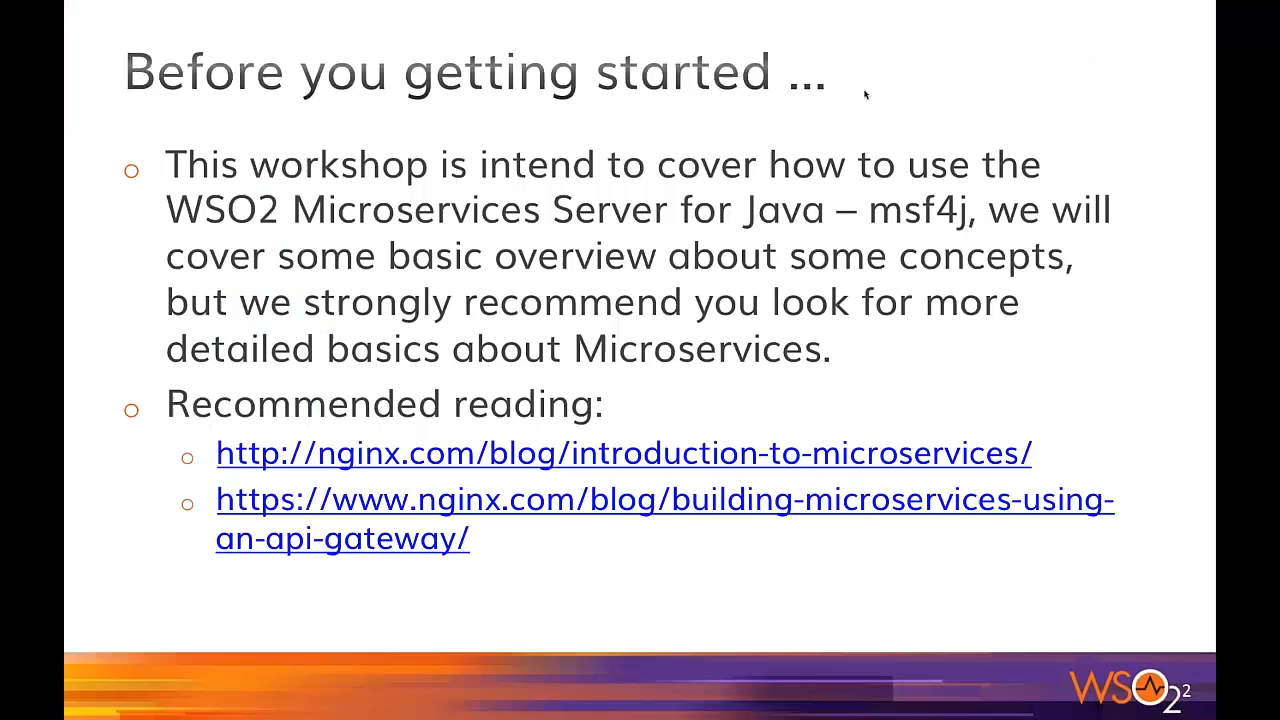 Before you getting started ...
This workshop is intend to cover how to use the
WSO2 Microservices Server for Java – msf4j, we will
cover some basic overview about some concepts,
but we strongly recommend you look for more
detailed basics about Microservices.
Recommended reading:
http://nginx.com/blog/introduction-to-microservices/
https://www.nginx.com/blog/building-microservices-using-
an-api-gateway/
WSO2 2